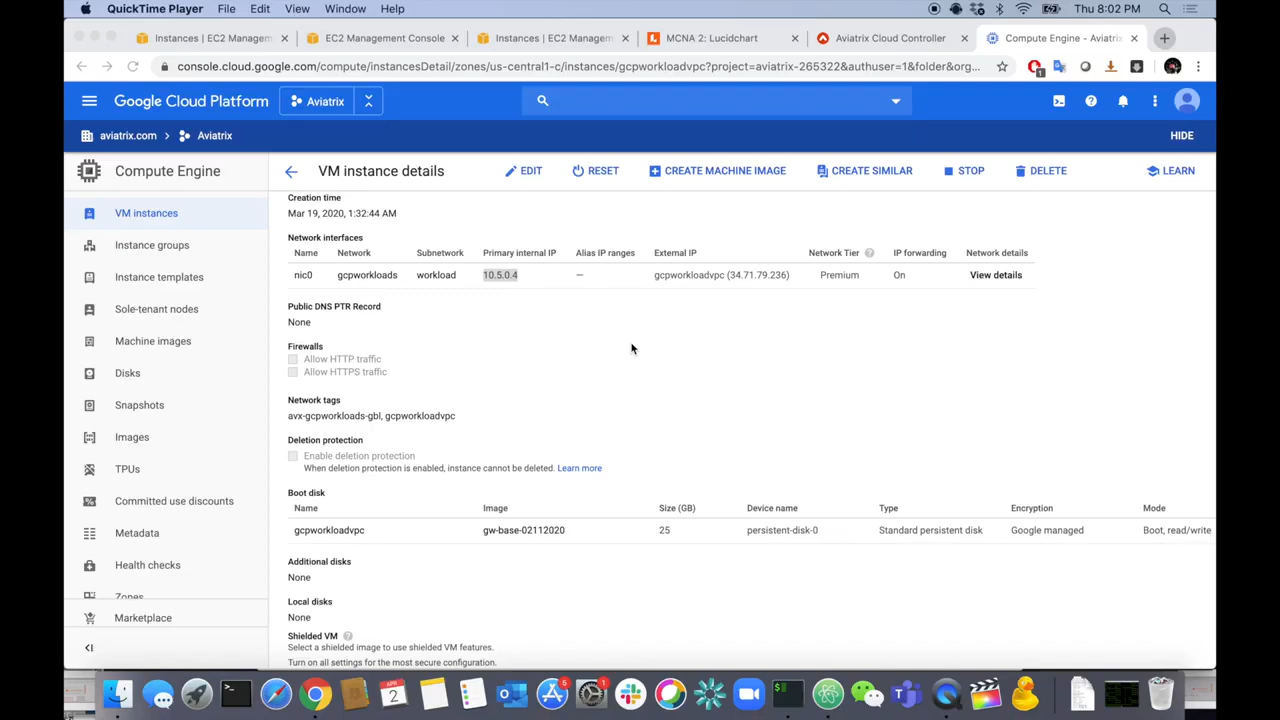 QuickTime Player File Edit View Window Help Thu 8:02 PM
Instances | EC2 Managem EC2 Management Console Instances | EC2 Managem MCNA 2: Lucidchart Aviatrix Cloud Controller Compute Engine - Aviatrix
console.cloud.google.com/compute/instancesDetail/zones/us-central1-c/instances/gcpworkloadvpc?project=aviatrix-265322&authuser=1&folder&org... 1
Google Cloud Platform Aviatrix
aviatrix.com Aviatrix HIDE
Compute Engine VM instance details EDIT RESET CREATE MACHINE IMAGE CREATE SIMILAR STOP DELETE LEARN
VM instances
Instance groups
Instance templates
Sole-tenant nodes
Machine images
Disks
Snapshots
Images
TPUs
Committed use discounts
Metadata
Health checks
Zones
Marketplace
Creation time
Mar 19, 2020, 1:32:44 AM
Network interfaces
Name Network Subnetwork Primary internal IP Alias IP ranges External IP Network Tier ? IP forwarding Network details
nic0 gcpworkloads workload 10.5.0.4 — gcpworkloadvpc (34.71.79.236) Premium On View details
Public DNS PTR Record
None
Firewalls
Allow HTTP traffic
Allow HTTPS traffic
Network tags
avx-gcpworkloads-gbl, gcpworkloadvpc
Deletion protection
Enable deletion protection
When deletion protection is enabled, instance cannot be deleted. Learn more
Boot disk
Name Image Size (GB) Device name Type Encryption Mode
gcpworkloadvpc gw-base-02112020 25 persistent-disk-0 Standard persistent disk Google managed Boot, read/write
Additional disks
None
Local disks
None
Shielded VM ?
Select a shielded image to use shielded VM features.
Turn on all settings for the most secure configuration.
APR 2 5 1